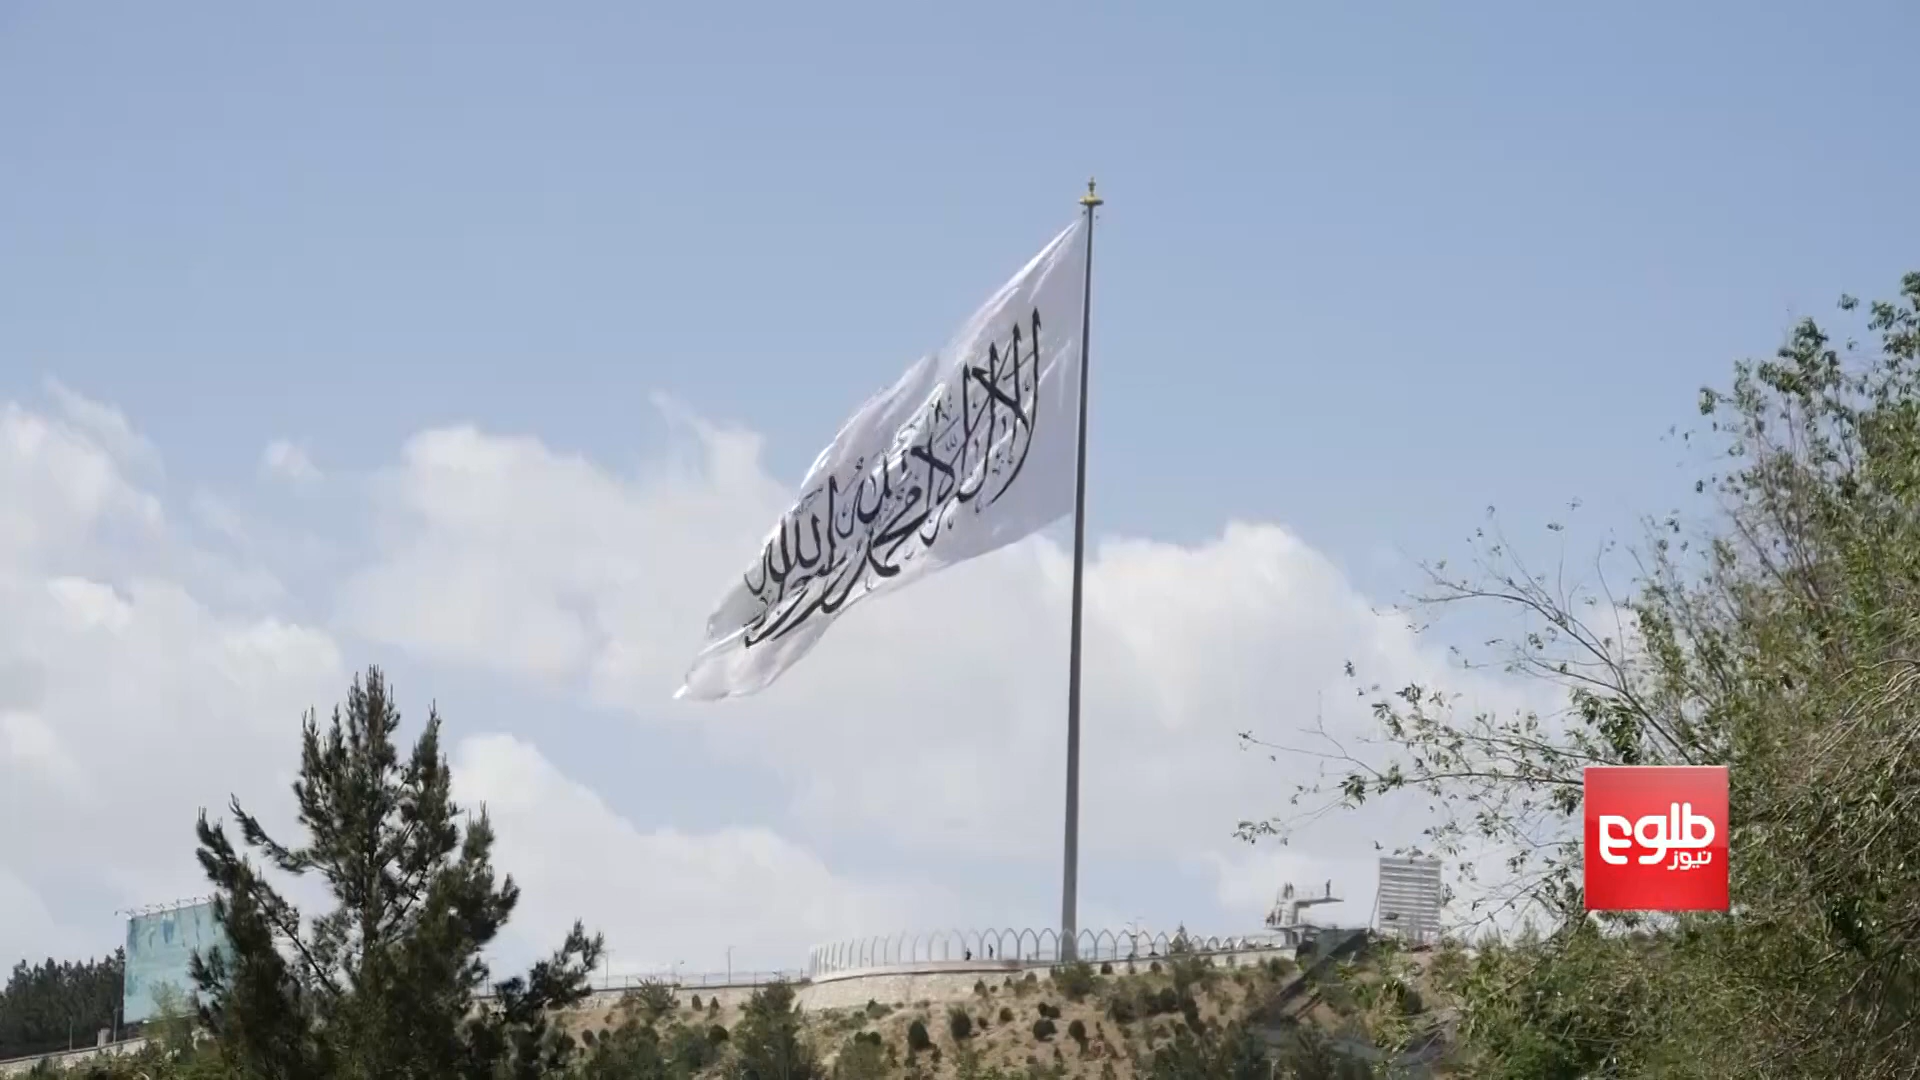 لا إله إلا الله محمد رسول الله
طلوع
نیوز